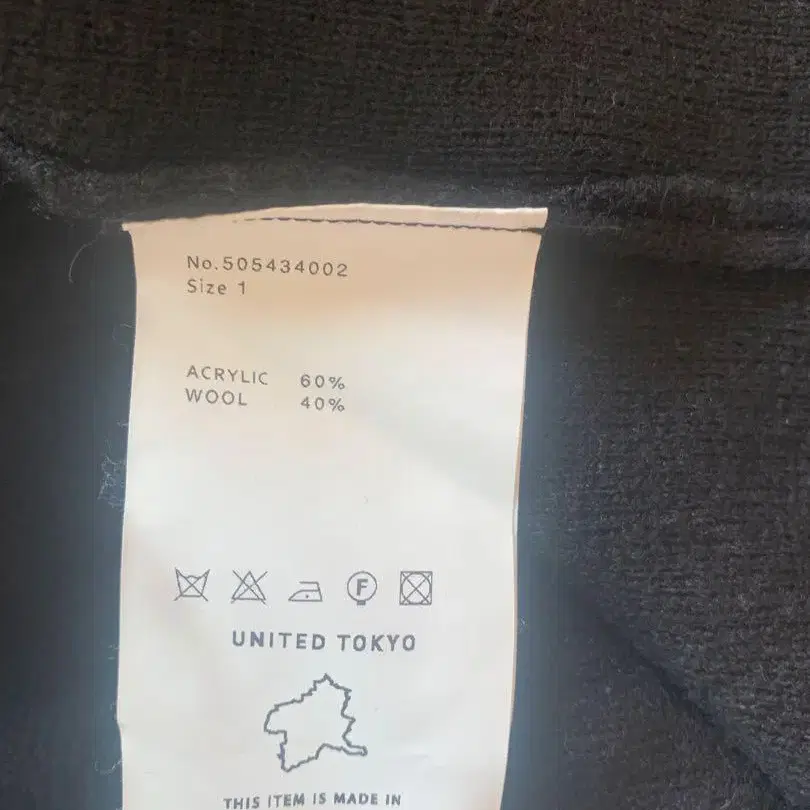 No.505434002
Size 1
ACRYLIC 60%
WOOL 40%
F
UNITED TOKYO
THIS ITEM IS MADE IN